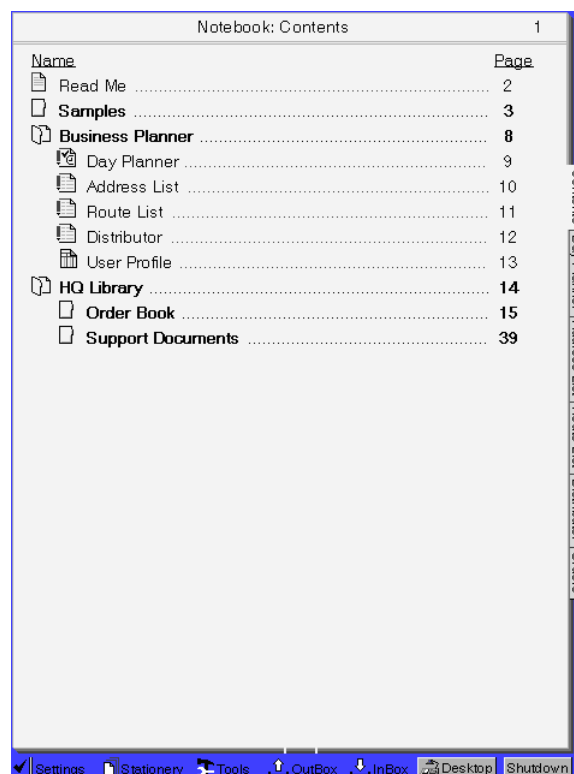 Notebook: Contents 1
Name Page
Read Me 2
Samples 3
Business Planner 8
Day Planner 9
Address List 10
Route List 11
Distributor 12
User Profile 13
HQ Library 14
Order Book 15
Support Documents 39
Settings Stationery Tools OutBox InBox Desktop Shutdown